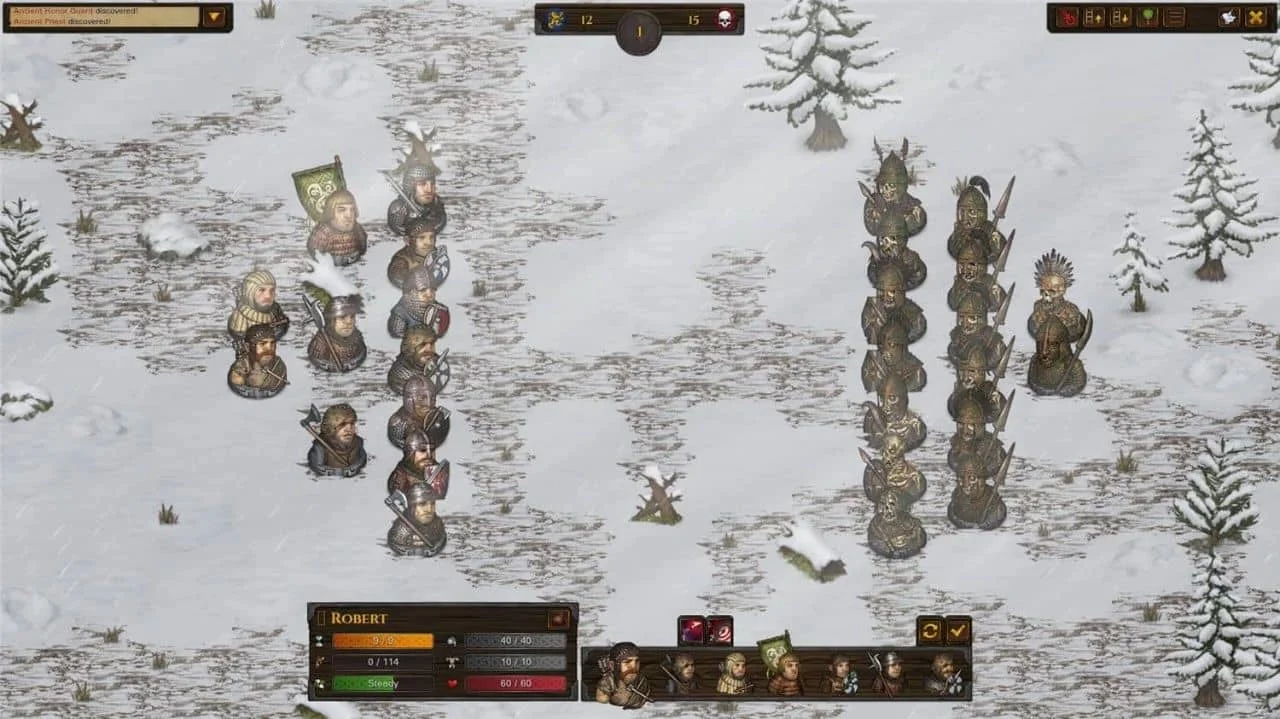 Ancient Honor Guard discovered!
Ancient Priest discovered!
12
1
15
ROBERT
9 / 9
40 / 40
0 / 114
10 / 10
Steady
60 / 60